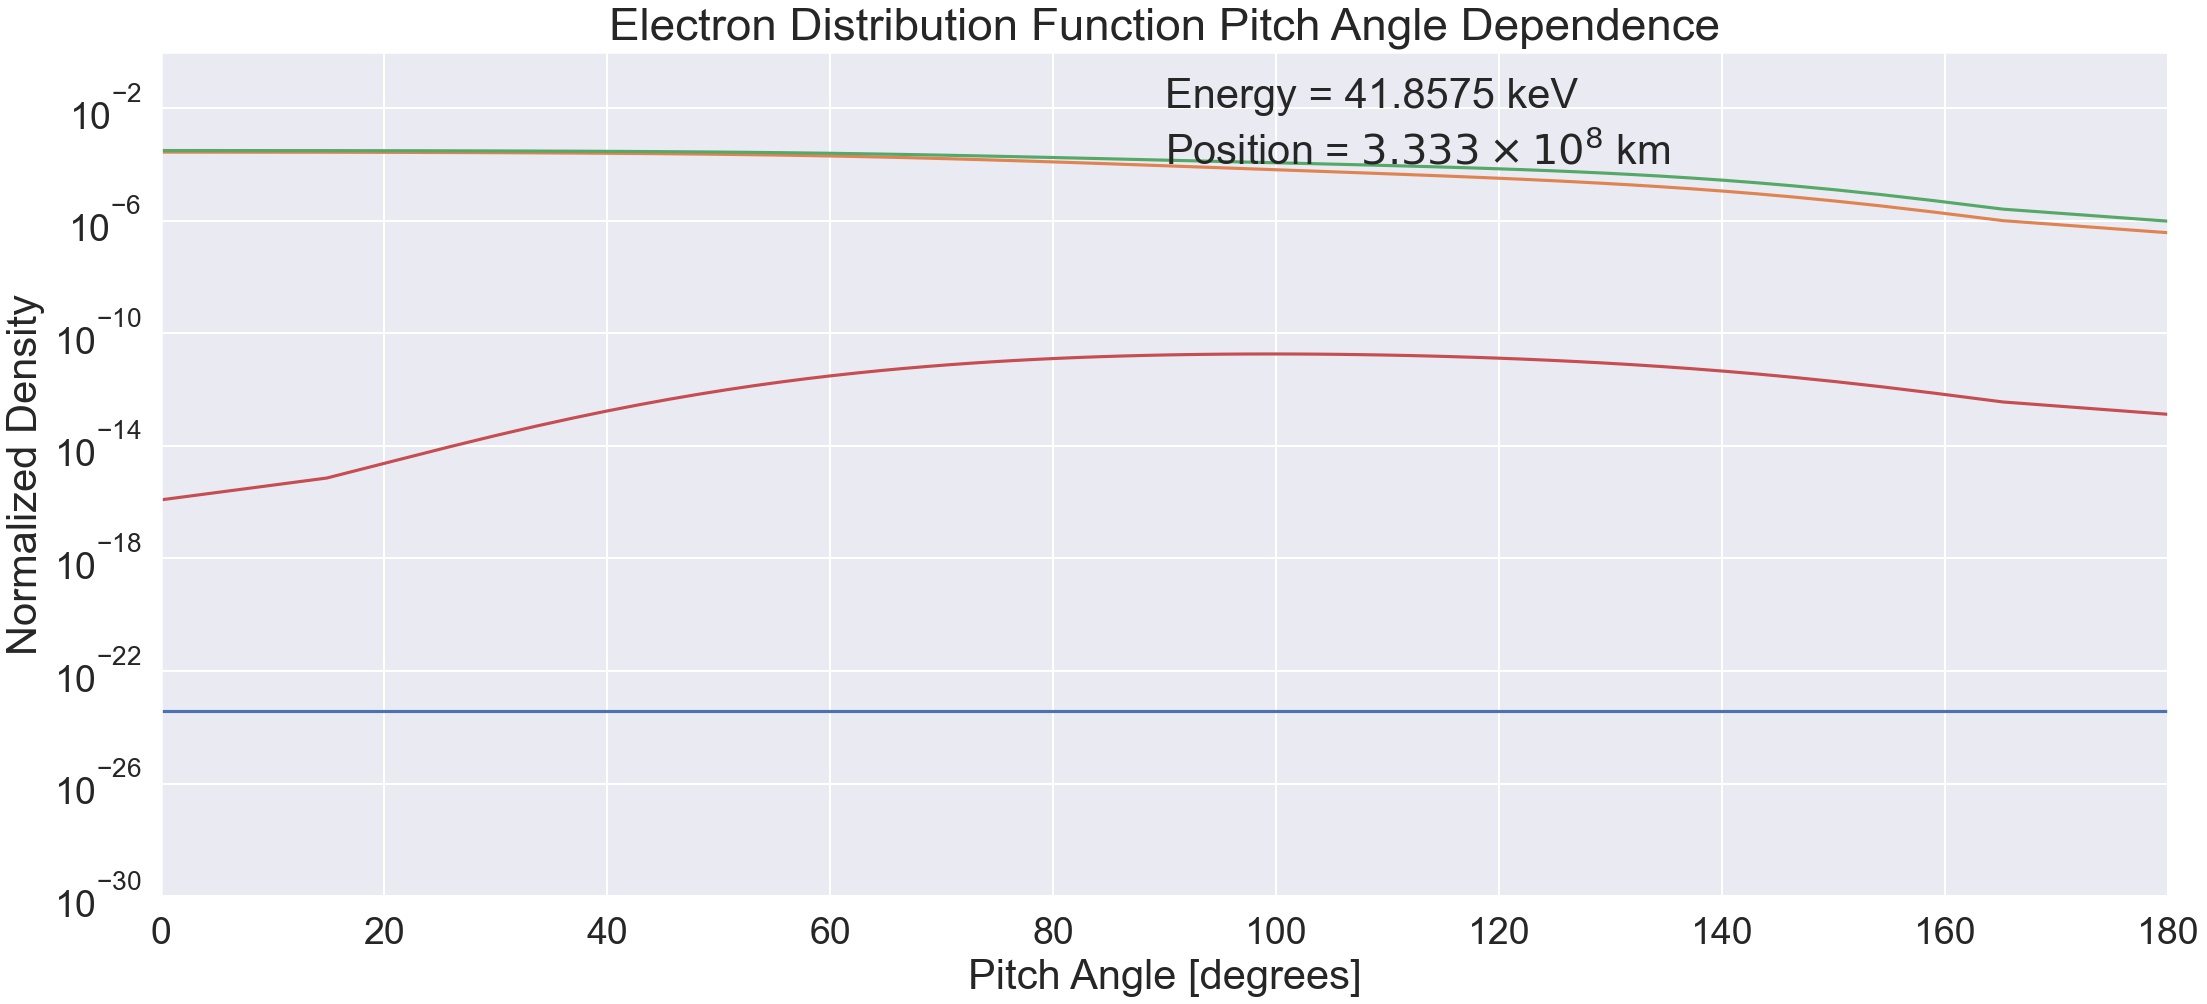 Electron Distribution Function Pitch Angle Dependence
Energy = 41.8575 keV
Position = 3.333 × 10⁸ km
Normalized Density
10⁻²
10⁻⁶
10⁻¹⁰
10⁻¹⁴
10⁻¹⁸
10⁻²²
10⁻²⁶
10⁻³⁰
0 20 40 60 80 100 120 140 160 180
Pitch Angle [degrees]